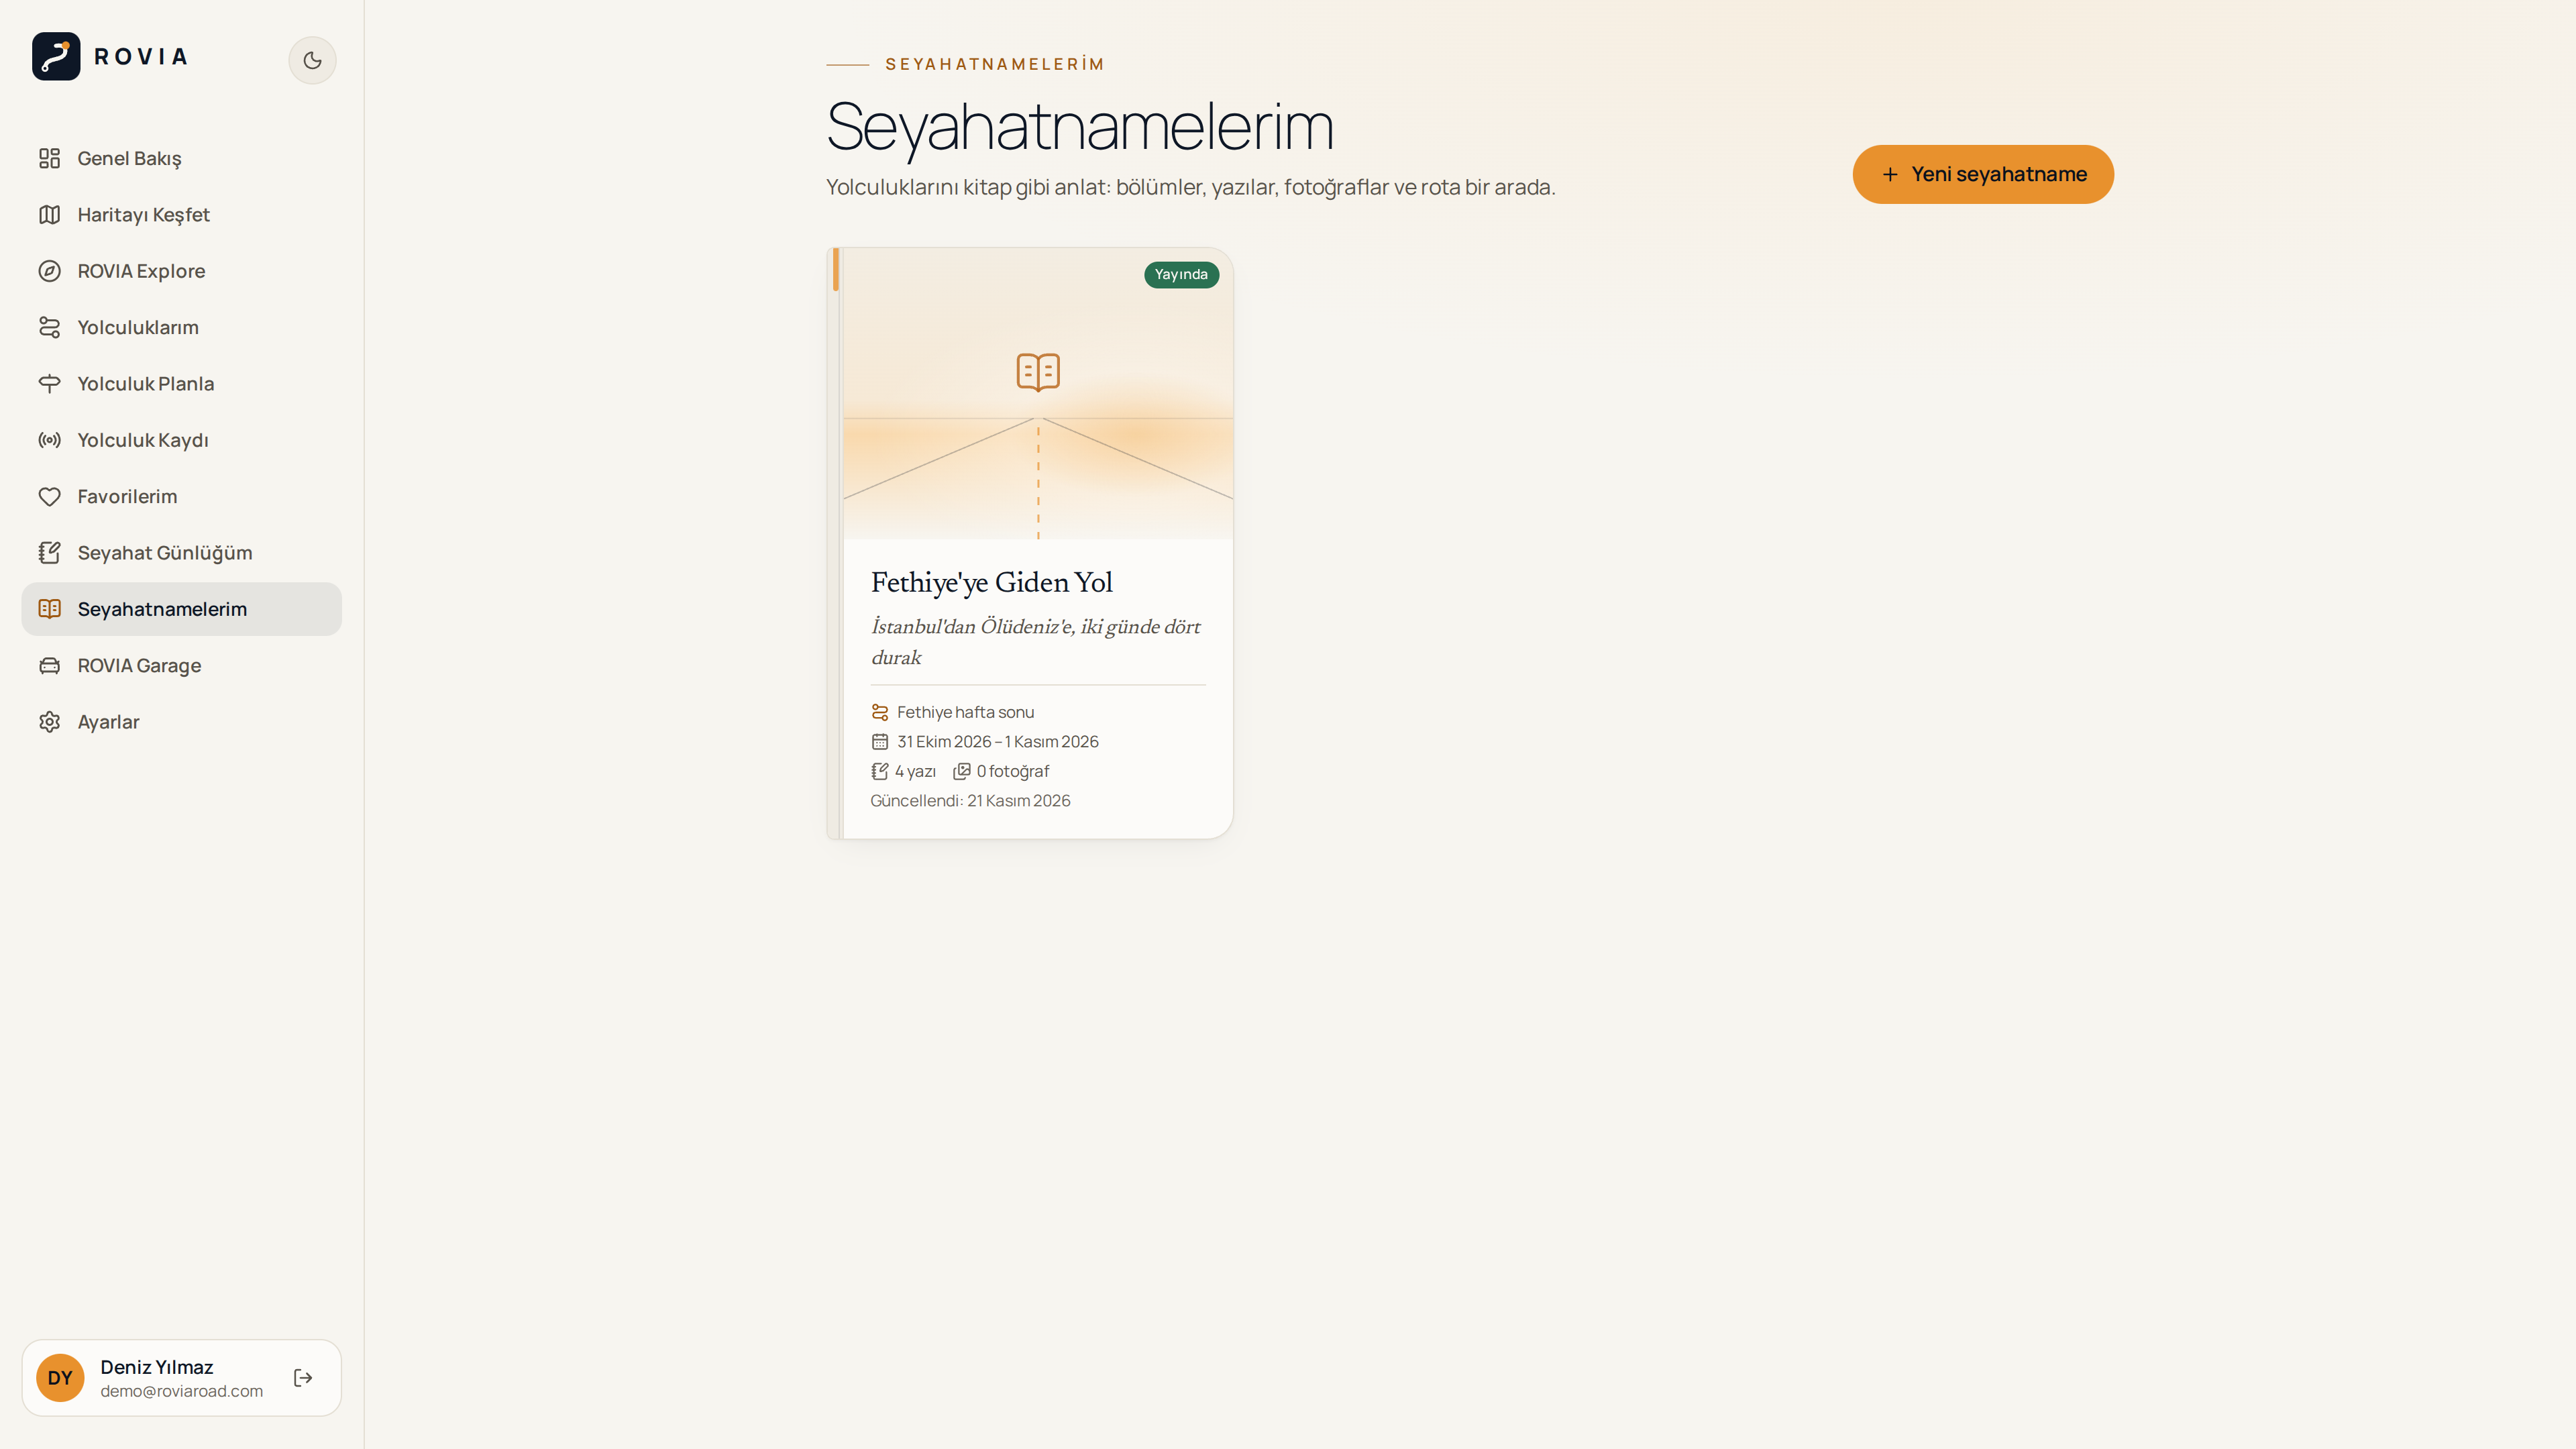 ROVIA
Genel Bakış
Haritayı Keşfet
ROVIA Explore
Yolculuklarım
Yolculuk Planla
Yolculuk Kaydı
Favorilerim
Seyahat Günlüğüm
Seyahatnamelerim
ROVIA Garage
Ayarlar
DY
Deniz Yılmaz
demo@roviaroad.com
SEYAHATNAMELERİM
Seyahatnamelerim
Yolculuklarını kitap gibi anlat: bölümler, yazılar, fotoğraflar ve rota bir arada.
Yeni seyahatname
Yayında
Fethiye'ye Giden Yol
İstanbul'dan Ölüdeniz'e, iki günde dört
durak
Fethiye hafta sonu
31 Ekim 2026 – 1 Kasım 2026
4 yazı 0 fotoğraf
Güncellendi: 21 Kasım 2026